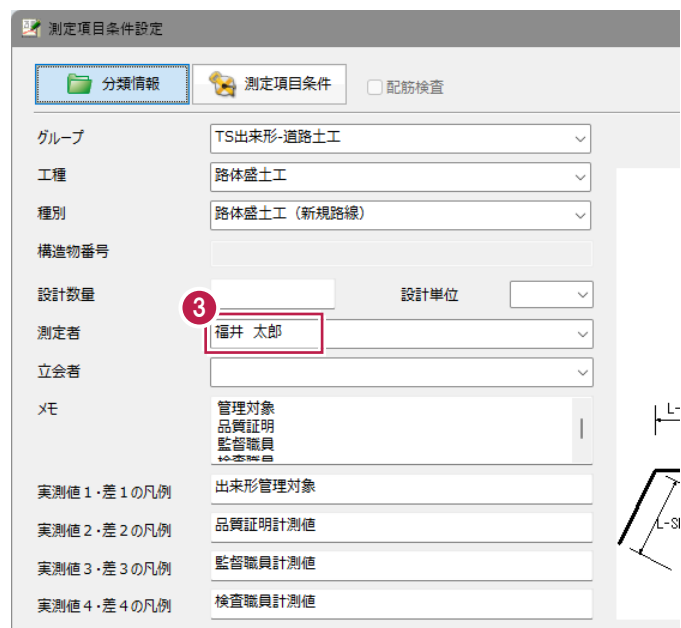 測定項目条件設定
分類情報 測定項目条件 配筋検査
グループ TS出来形-道路土工
工種 路体盛土工
種別 路体盛土工（新規路線）
構造物番号
設計数量 設計単位
3
測定者 福井 太郎
立会者
メモ 管理対象
品質証明
監督職員
検査職員
実測値１･差１の凡例 出来形管理対象
実測値２･差２の凡例 品質証明計測値
実測値３･差３の凡例 監督職員計測値
実測値４･差４の凡例 検査職員計測値
L-
L-S